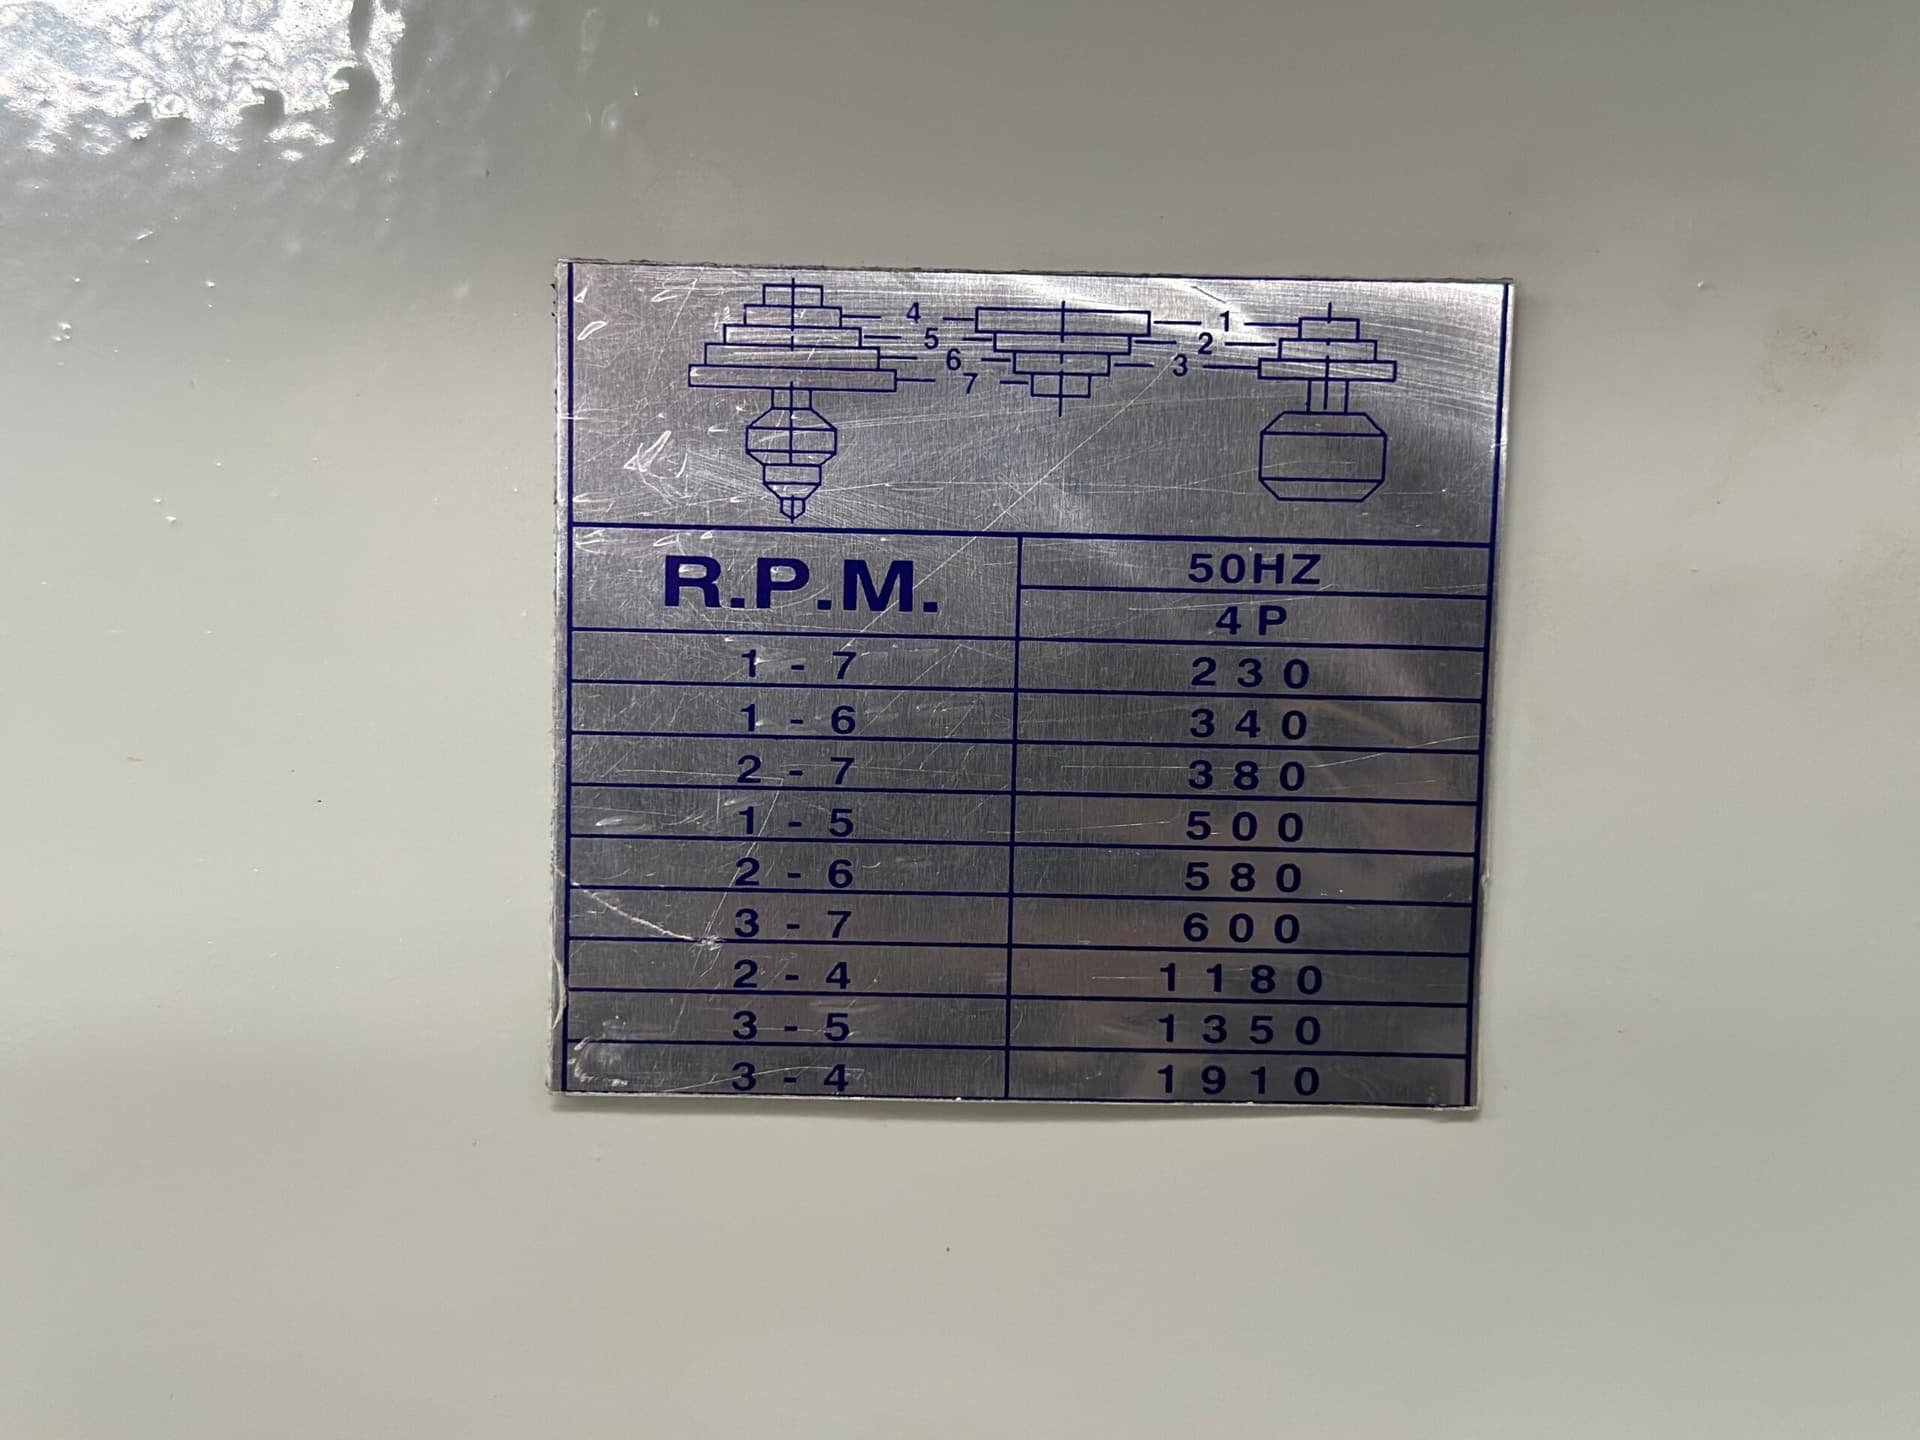 4 1
5 2
6 3
7
R.P.M. 50HZ
4P
1 - 7 230
1 - 6 340
2 - 7 380
1 - 5 500
2 - 6 580
3 - 7 600
2 - 4 1180
3 - 5 1350
3 - 4 1910